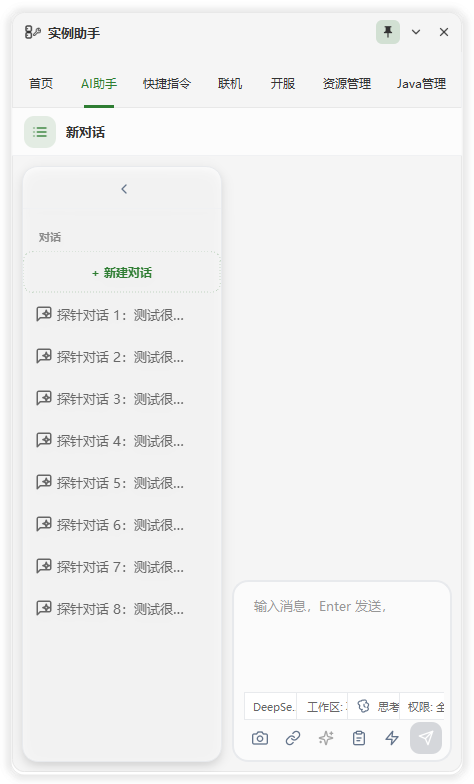 实例助手
首页 AI助手 快捷指令 联机 开服 资源管理 Java管理
新对话
对话
+ 新建对话
探针对话 1：测试很...
探针对话 2：测试很...
探针对话 3：测试很...
探针对话 4：测试很...
探针对话 5：测试很...
探针对话 6：测试很...
探针对话 7：测试很...
探针对话 8：测试很...
输入消息，Enter 发送，
DeepSe.. 工作区: 思考 权限: 全